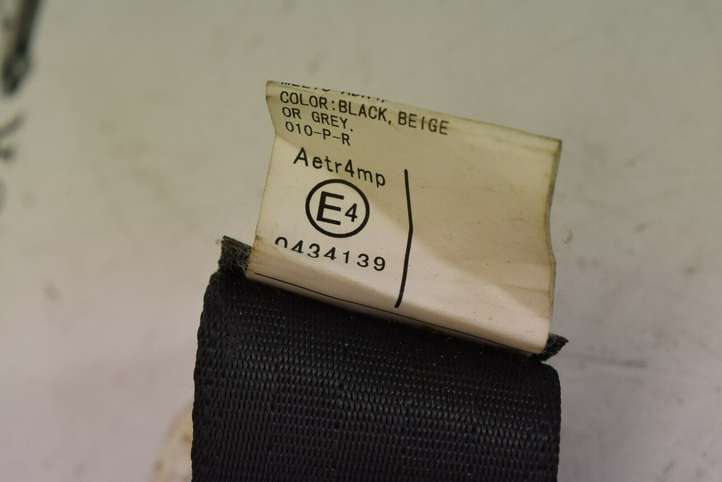 COLOR:BLACK, BEIGE
OR GREY.
010-P-R
Aetr4mp
E4
0434139